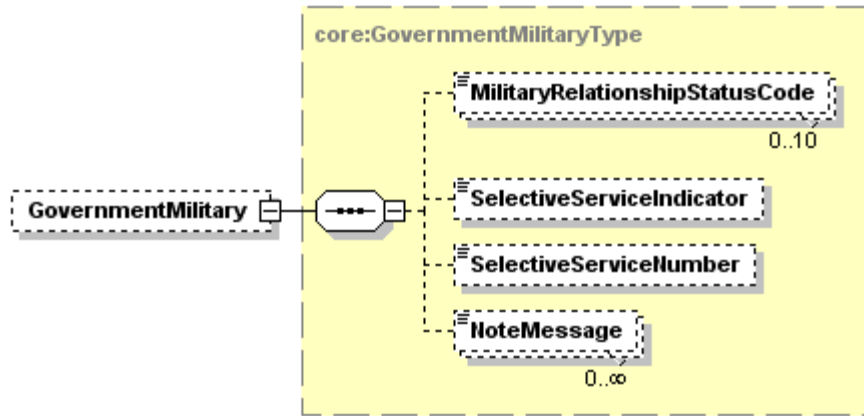 core:GovernmentMilitaryType
MilitaryRelationshipStatusCode
0..10
GovernmentMilitary
SelectiveServiceIndicator
SelectiveServiceNumber
NoteMessage
0..∞